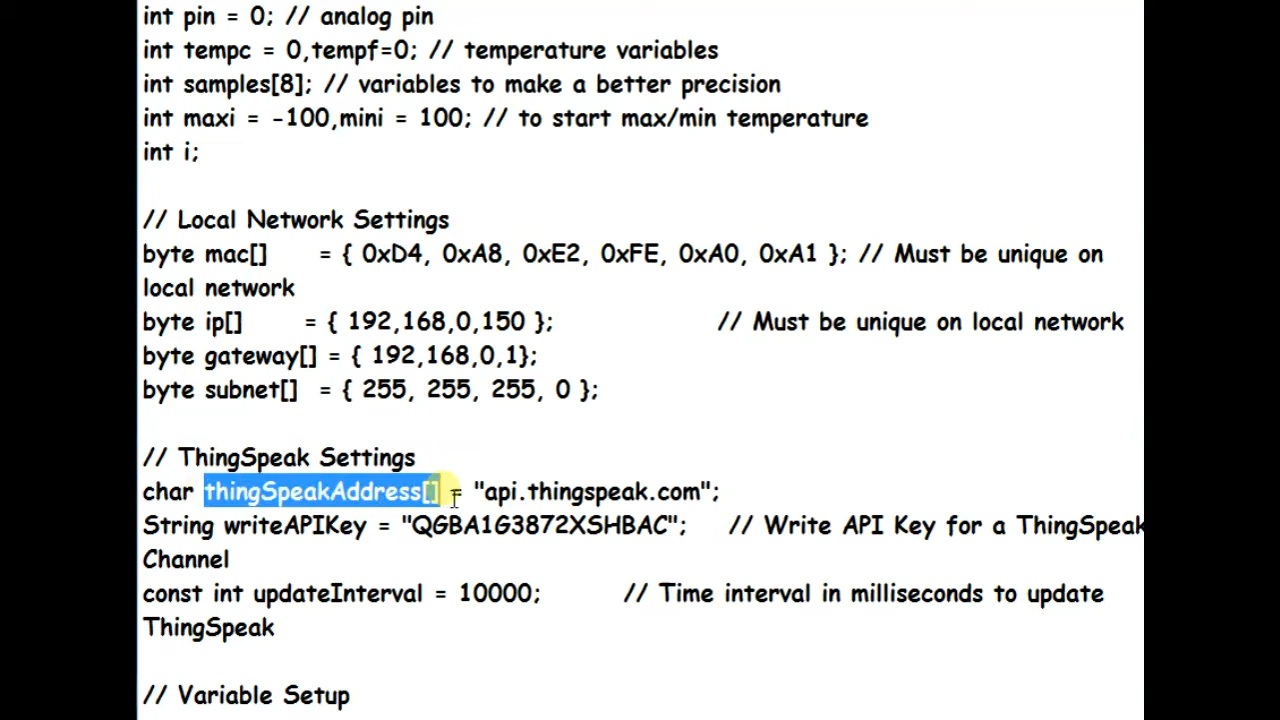 int pin = 0; // analog pin
int tempc = 0,tempf=0; // temperature variables
int samples[8]; // variables to make a better precision
int maxi = -100,mini = 100; // to start max/min temperature
int i;
// Local Network Settings
byte mac[]     = { 0xD4, 0xA8, 0xE2, 0xFE, 0xA0, 0xA1 }; // Must be unique on
local network
byte ip[]      = { 192,168,0,150 };                // Must be unique on local network
byte gateway[] = { 192,168,0,1};
byte subnet[]  = { 255, 255, 255, 0 };
// ThingSpeak Settings
char thingSpeakAddress[] = "api.thingspeak.com";
String writeAPIKey = "QGBA1G3872XSHBAC";    // Write API Key for a ThingSpeak
Channel
const int updateInterval = 10000;        // Time interval in milliseconds to update
ThingSpeak
// Variable Setup